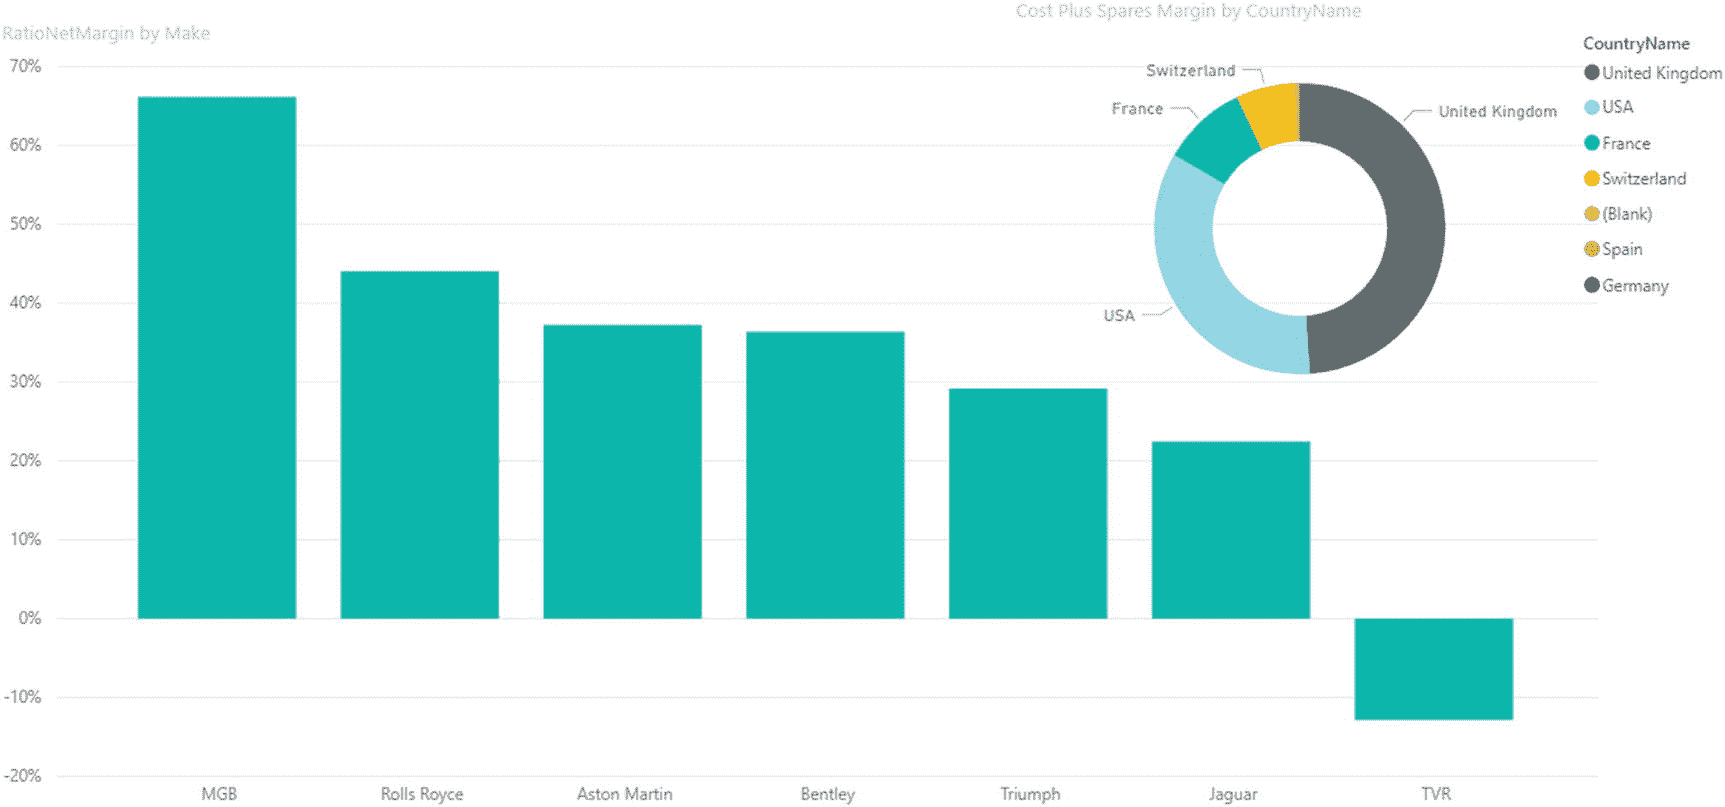 RatioNetMargin by Make
70%
60%
50%
40%
30%
20%
10%
0%
-10%
-20%
MGB
Rolls Royce
Aston Martin
Bentley
Triumph
Jaguar
TVR
Cost Plus Spares Margin by CountryName
Switzerland
France
USA
United Kingdom
CountryName
United Kingdom
USA
France
Switzerland
(Blank)
Spain
Germany